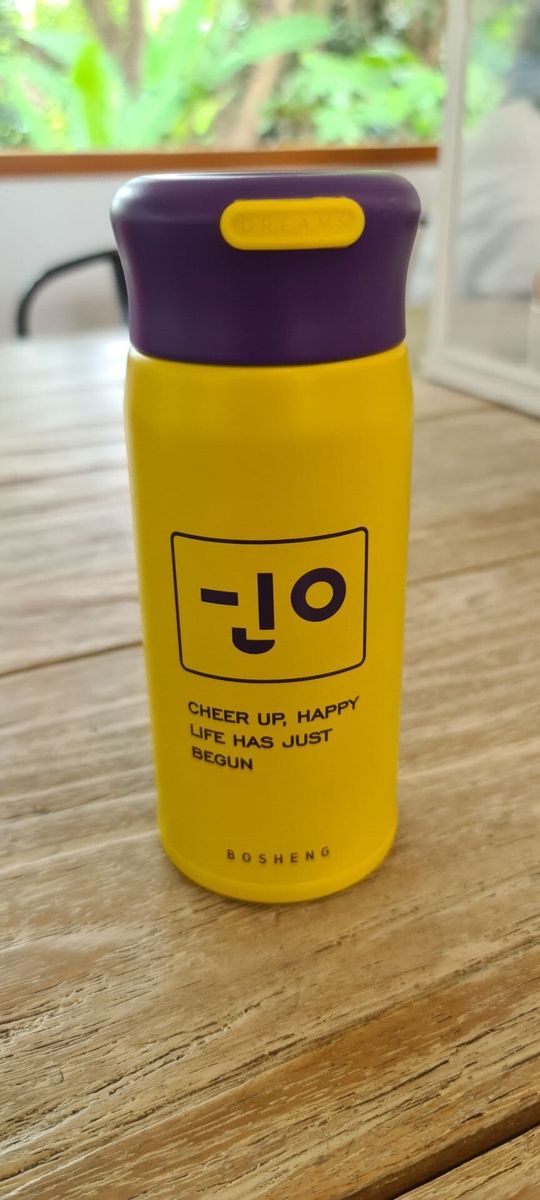 DREAMS
CHEER UP, HAPPY
LIFE HAS JUST
BEGUN
BOSHENG